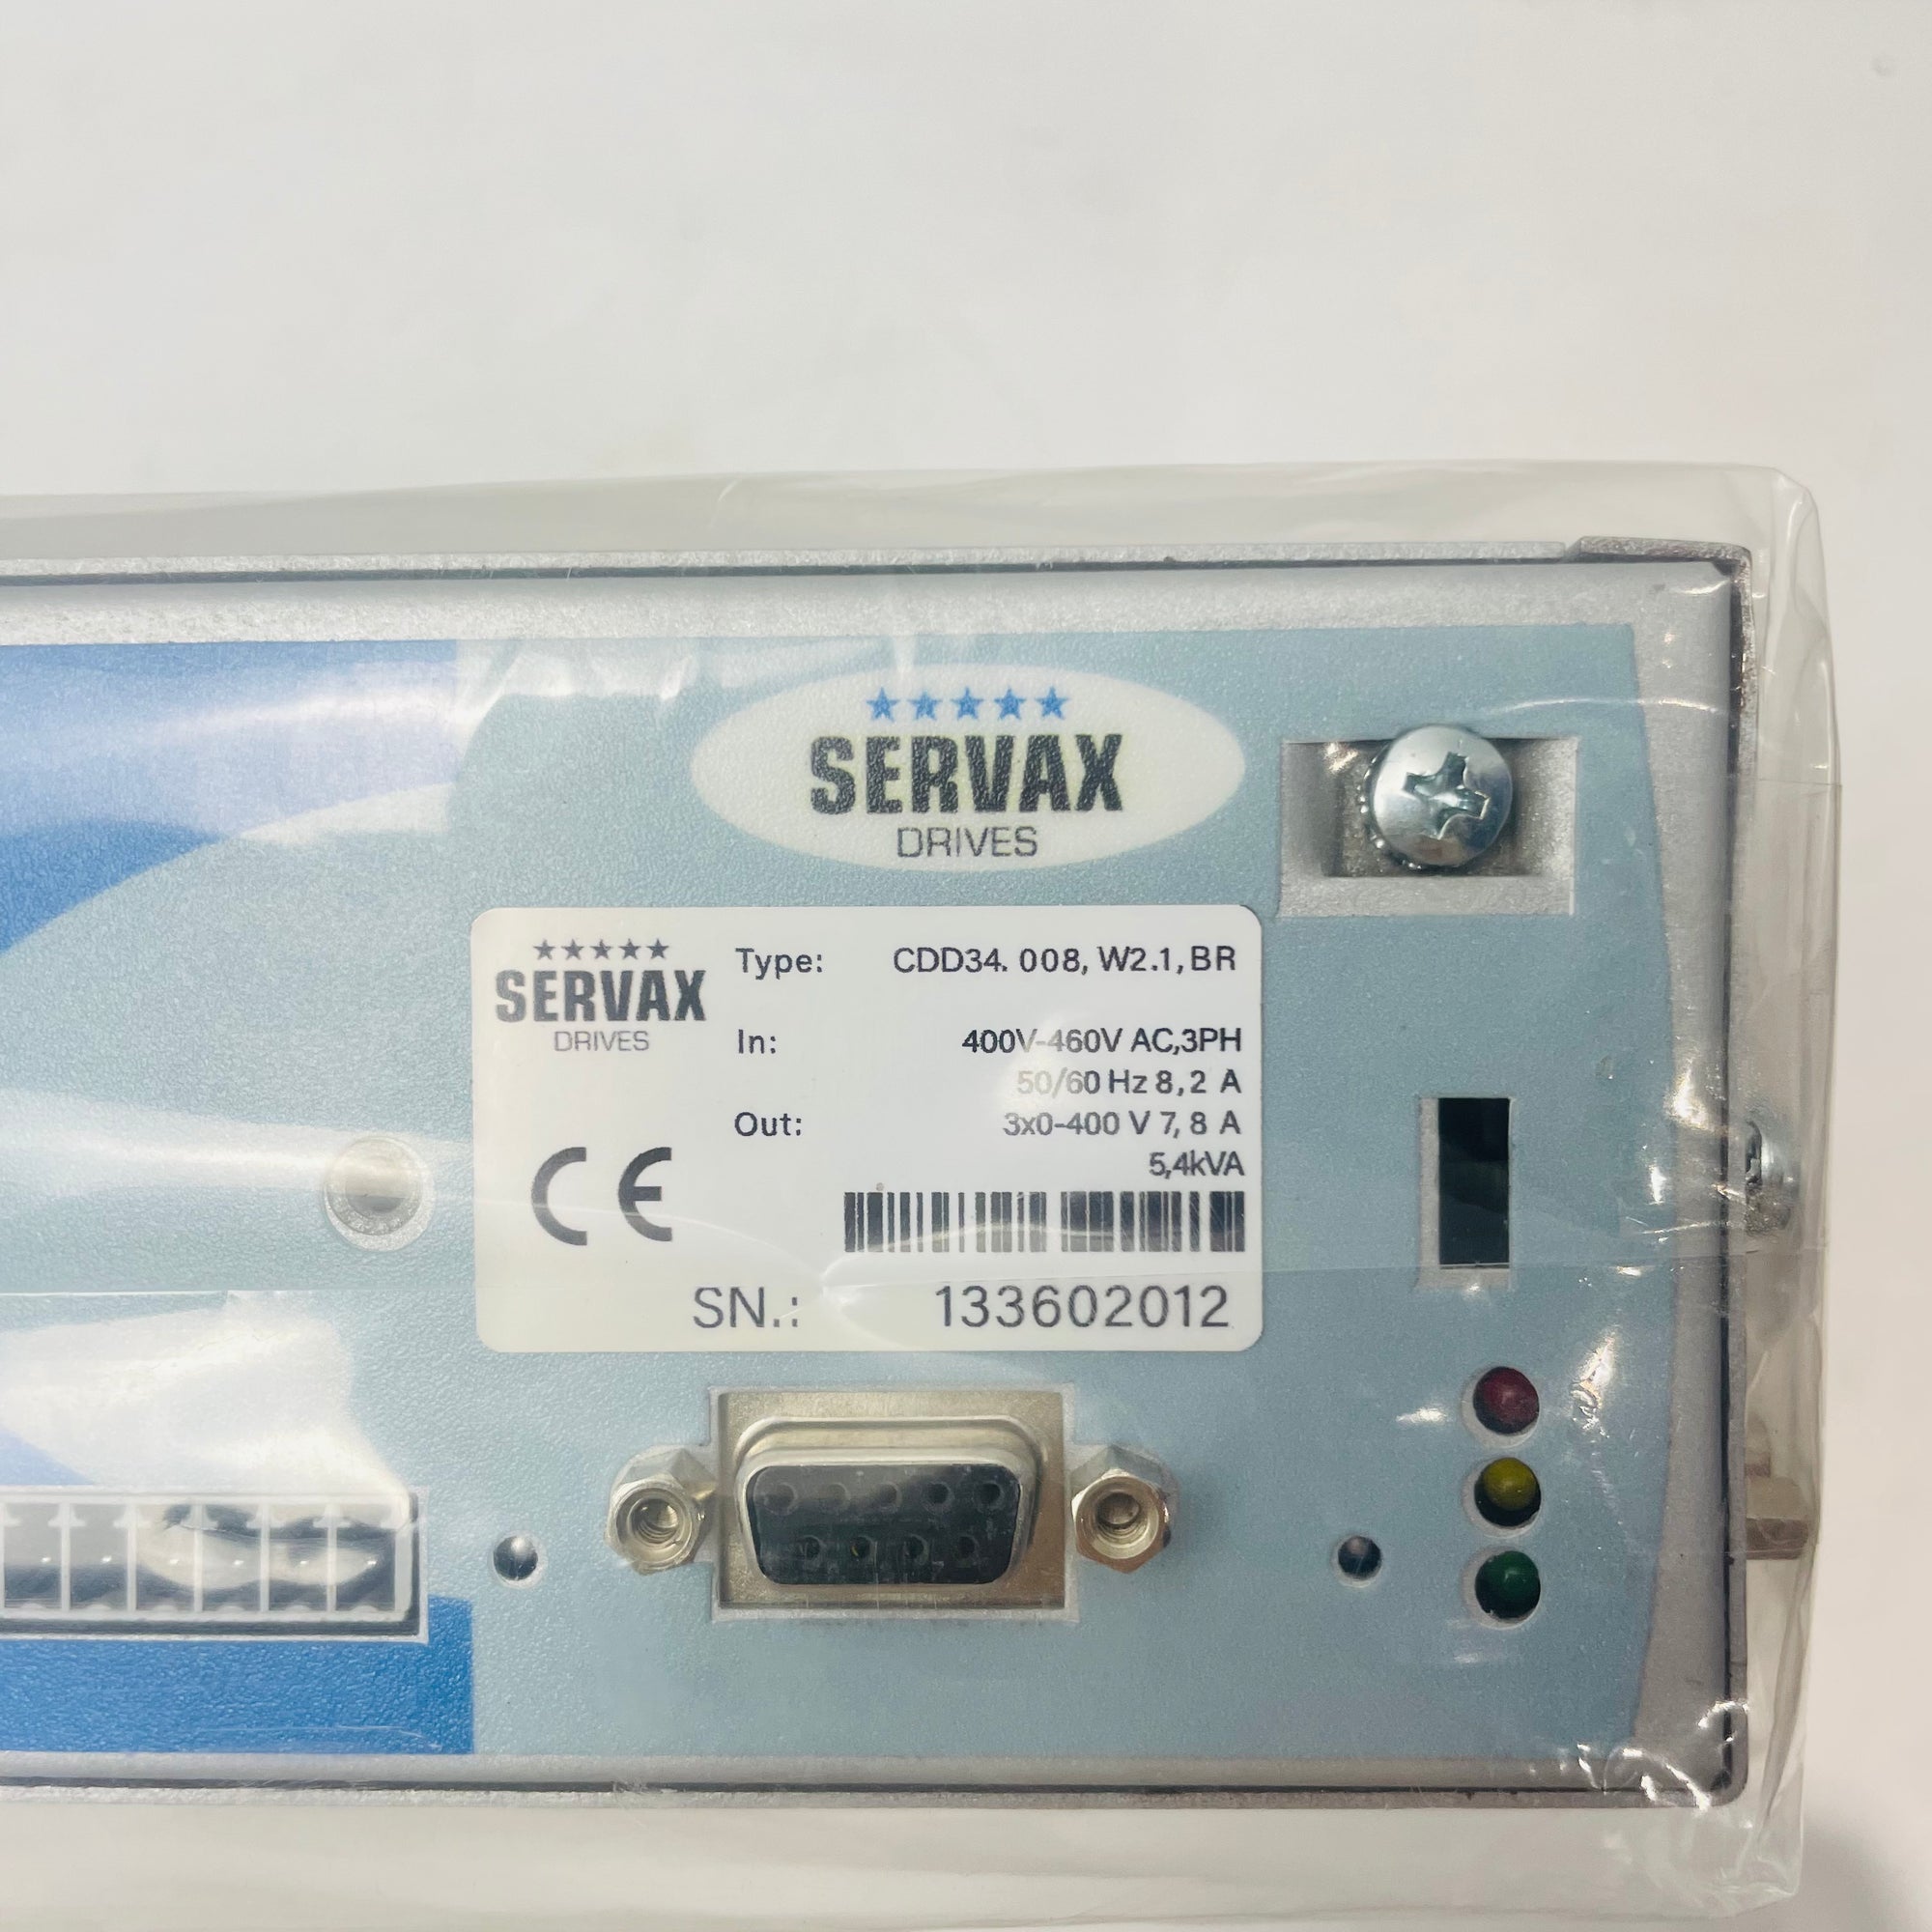 SERVAX
DRIVES
SERVAX
DRIVES
Type: CDD34. 008, W2.1, BR
In: 400V-460V AC,3PH
50/60 Hz 8,2 A
Out: 3x0-400 V 7, 8 A
5,4kVA
CE
SN.: 133602012